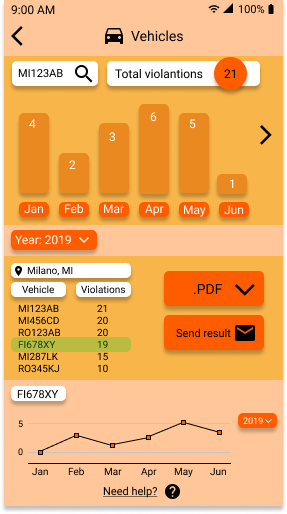 9:00 AM 100%
Vehicles
MI123AB Total violantions 21
4 2 3 6 5 1
Jan Feb Mar Apr May Jun
Year: 2019
Milano, MI
Vehicle Violations
MI123AB 21
MI456CD 20
RO123AB 20
FI678XY 19
MI287LK 15
RO345KJ 10
.PDF
Send result
FI678XY
2019
5
0
Jan Feb Mar Apr May Jun
Need help? ?